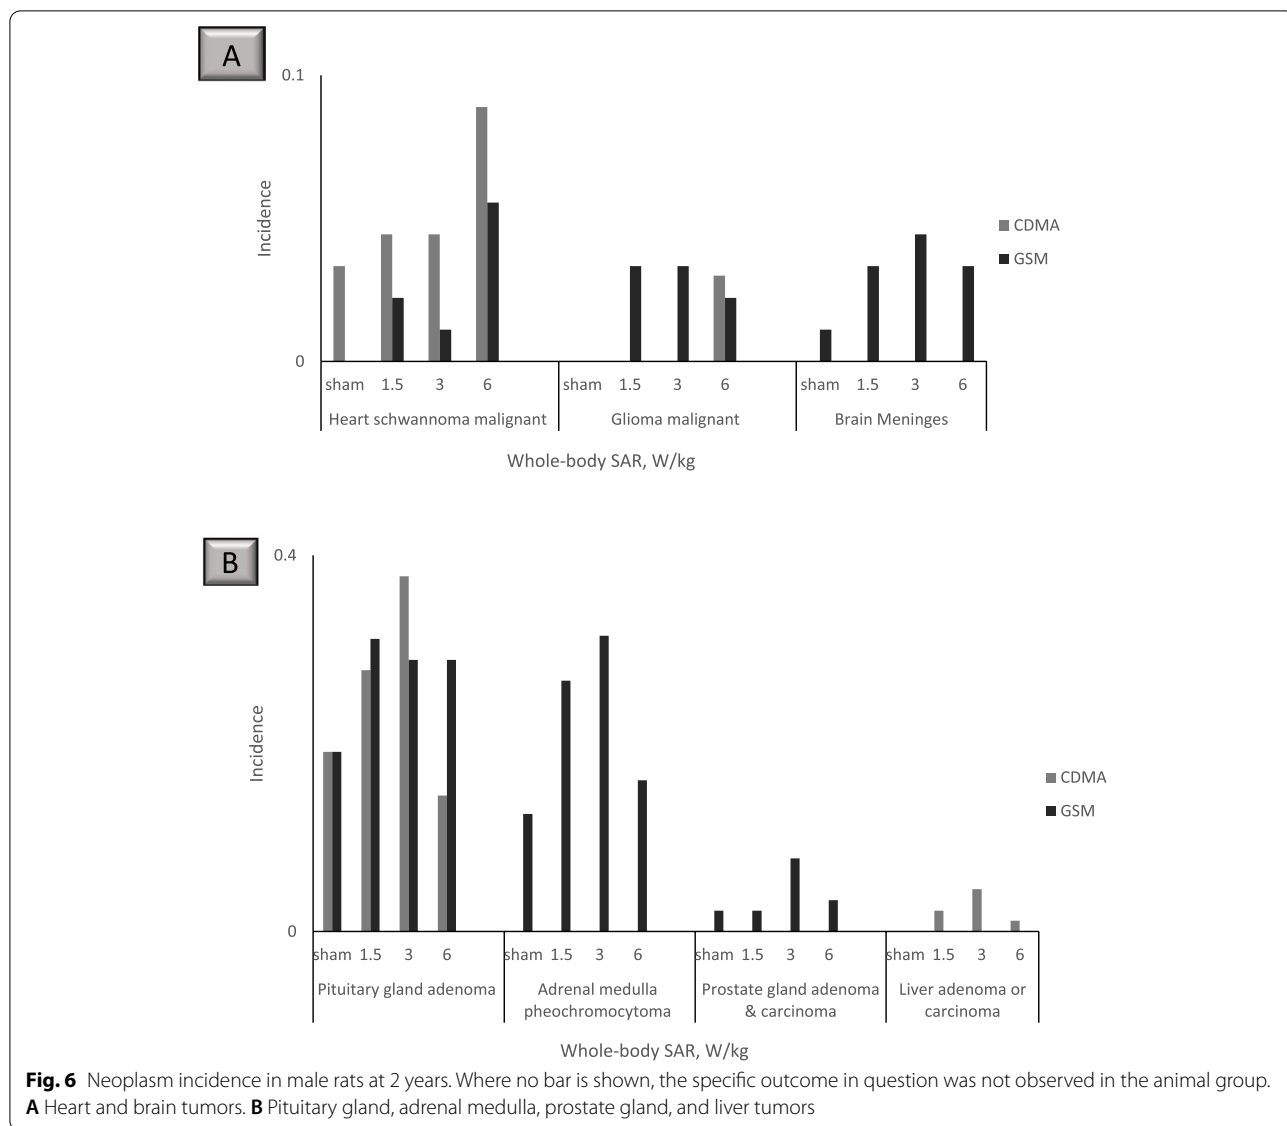 A
0.1
Incidence
0
CDMA
GSM
sham 1.5 3 6 sham 1.5 3 6 sham 1.5 3 6
Heart schwannoma malignant Glioma malignant Brain Meninges
Whole-body SAR, W/kg
B
0.4
Incidence
0
CDMA
GSM
sham 1.5 3 6 sham 1.5 3 6 sham 1.5 3 6 sham 1.5 3 6
Pituitary gland adenoma Adrenal medulla Prostate gland adenoma Liver adenoma or
pheochromocytoma & carcinoma carcinoma
Whole-body SAR, W/kg
Fig. 6 Neoplasm incidence in male rats at 2 years. Where no bar is shown, the specific outcome in question was not observed in the animal group.
A Heart and brain tumors. B Pituitary gland, adrenal medulla, prostate gland, and liver tumors